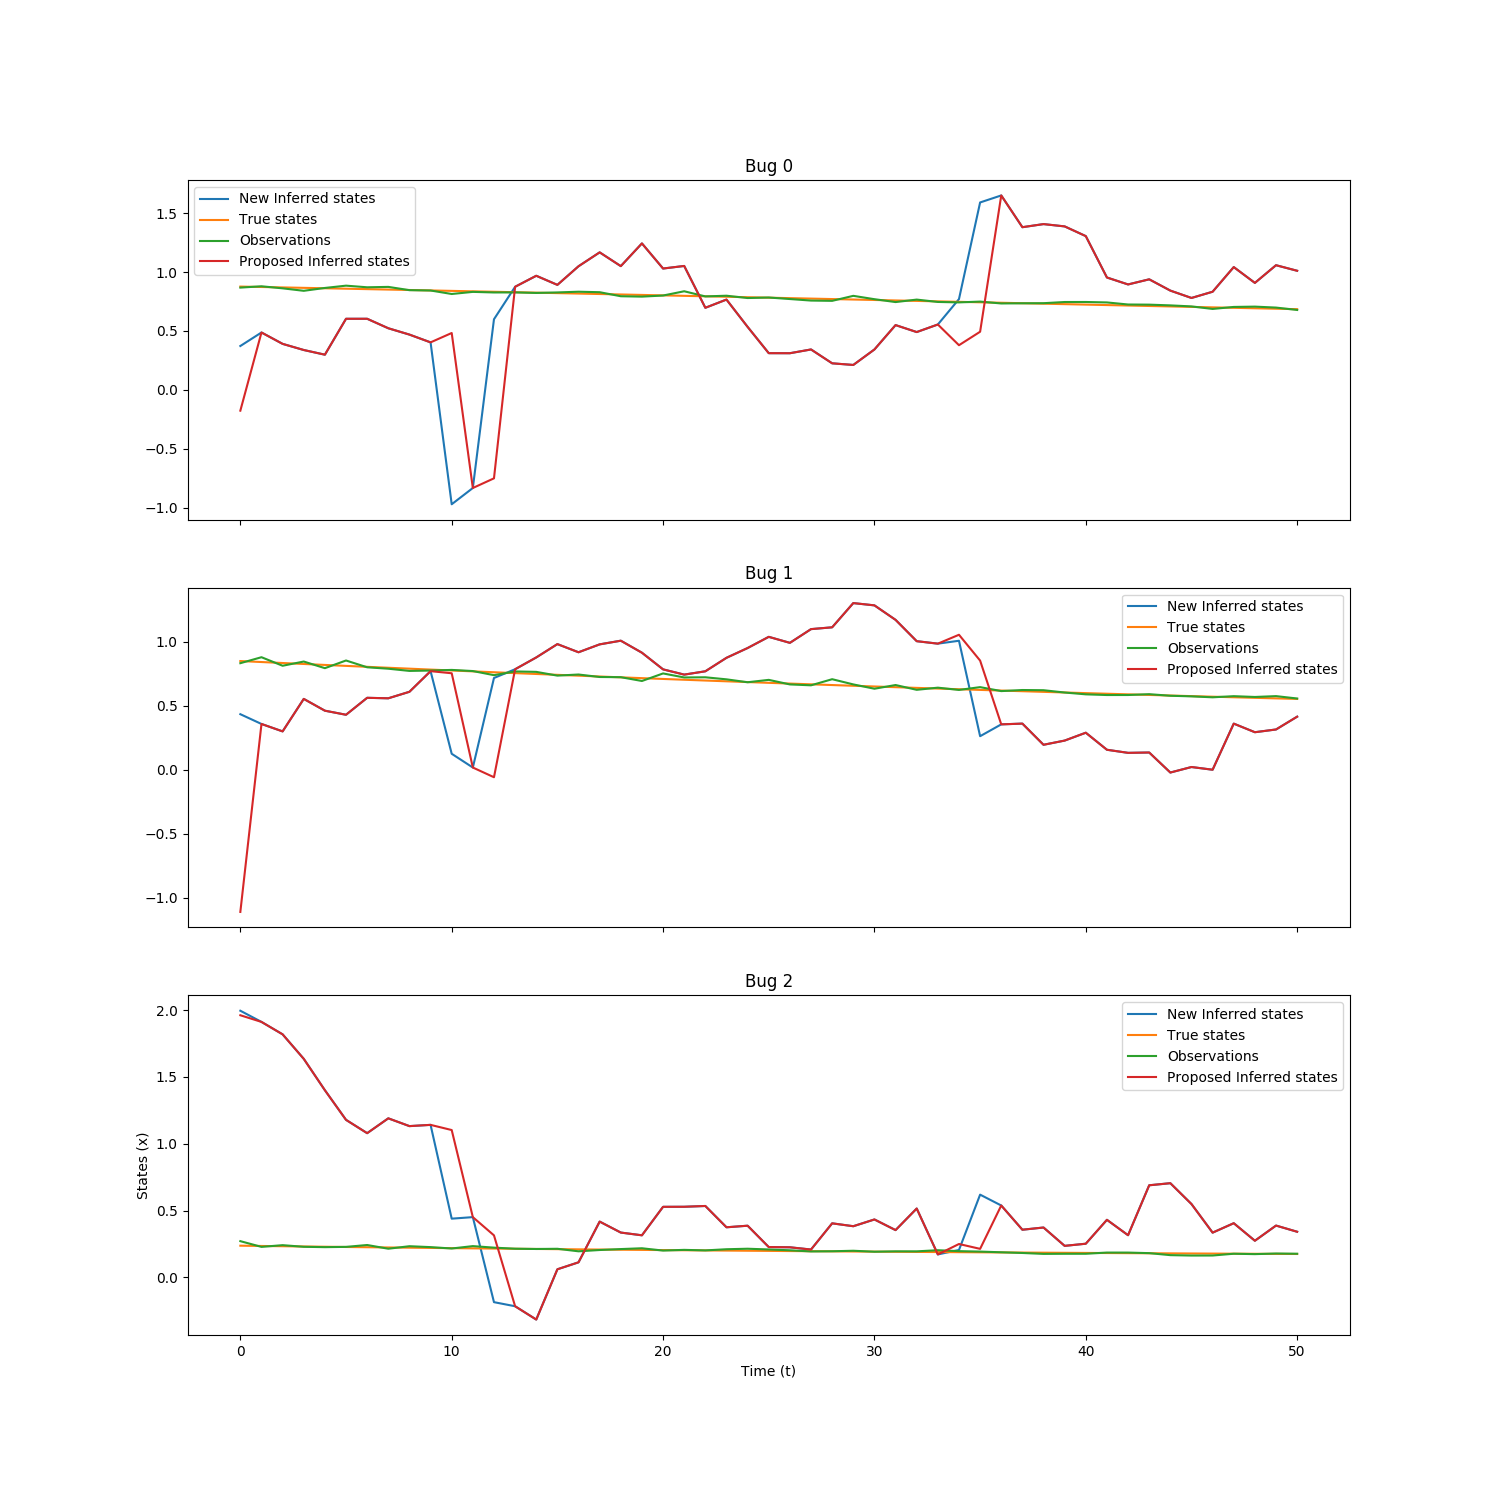 Bug 0
New Inferred states
True states
Observations
Proposed Inferred states
1.5
1.0
0.5
0.0
−0.5
−1.0
Bug 1
New Inferred states
True states
Observations
Proposed Inferred states
1.0
0.5
0.0
−0.5
−1.0
Bug 2
New Inferred states
True states
Observations
Proposed Inferred states
2.0
1.5
1.0
0.5
0.0
States (x)
0 10 20 30 40 50
Time (t)